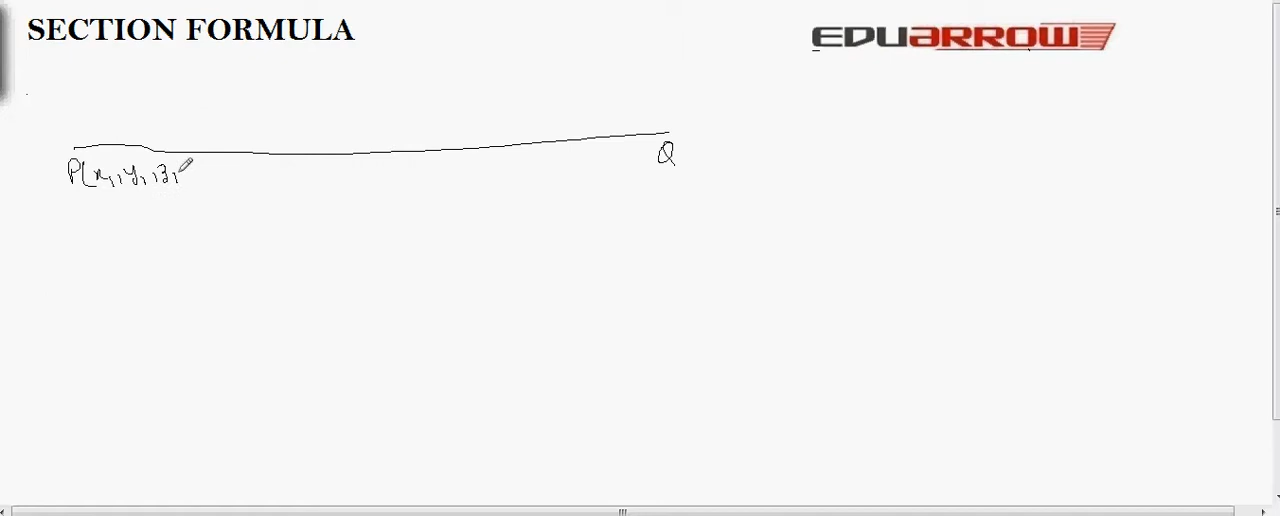 SECTION FORMULA
EDUARROW
Q
P(x₁, y₁, z₁